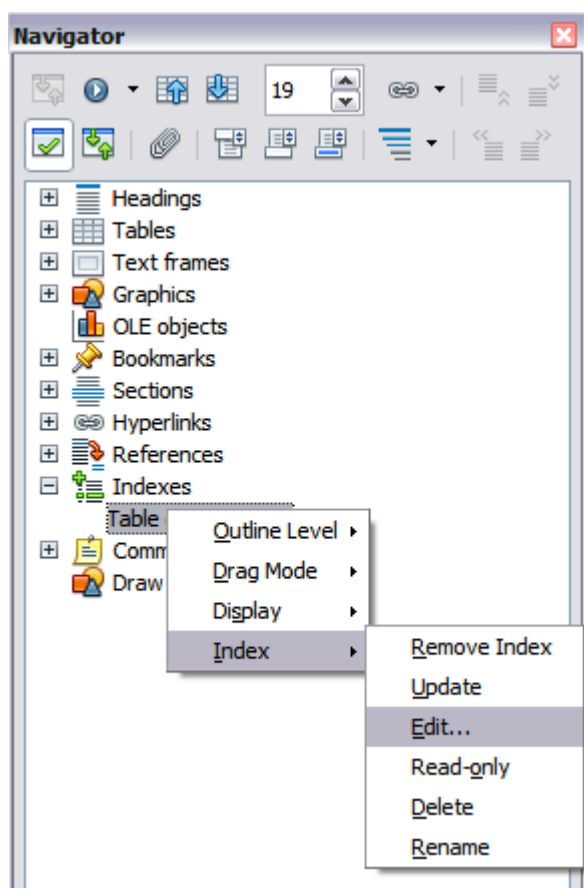 Navigator
19
Headings
Tables
Text frames
Graphics
OLE objects
Bookmarks
Sections
Hyperlinks
References
Indexes
Table
Draw
Outline Level
Drag Mode
Display
Index
Remove Index
Update
Edit...
Read-only
Delete
Rename